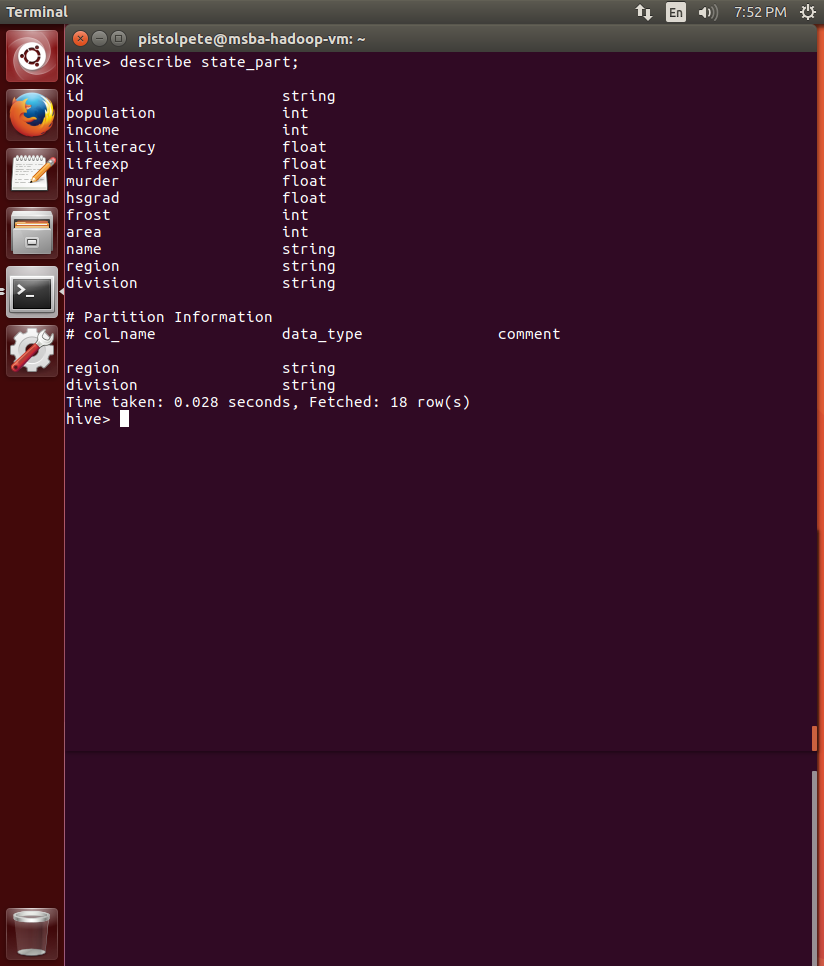 Terminal
En
7:52 PM
pistolpete@msba-hadoop-vm: ~
hive> describe state_part;
OK
id string
population int
income int
illiteracy float
lifeexp float
murder float
hsgrad float
frost int
area int
name string
region string
division string
# Partition Information
# col_name data_type comment
region string
division string
Time taken: 0.028 seconds, Fetched: 18 row(s)
hive>